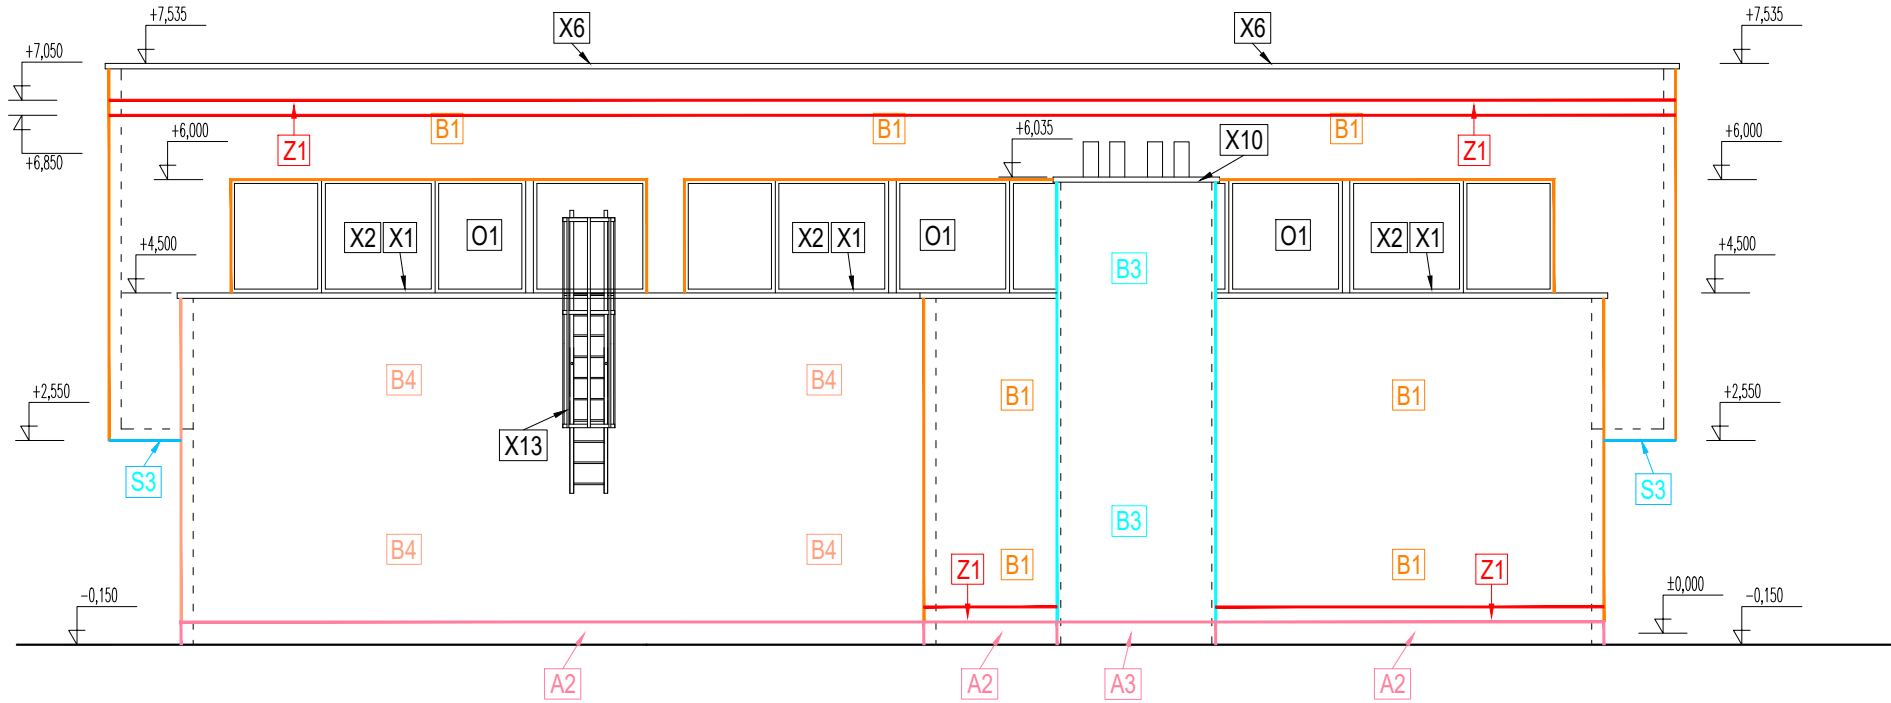 +7,535
X6
X6
+7,535
+7,050
+6,850
Z1
B1
B1
B1
Z1
+6,000
+6,035
X10
+6,000
+4,500
X2 X1
O1
X2 X1
O1
B3
O1
X2 X1
+4,500
+2,550
B4
B4
B1
B1
+2,550
X13
S3
B3
S3
B4
B4
Z1
B1
B1
Z1
-0,150
±0,000
-0,150
A2
A2
A3
A2